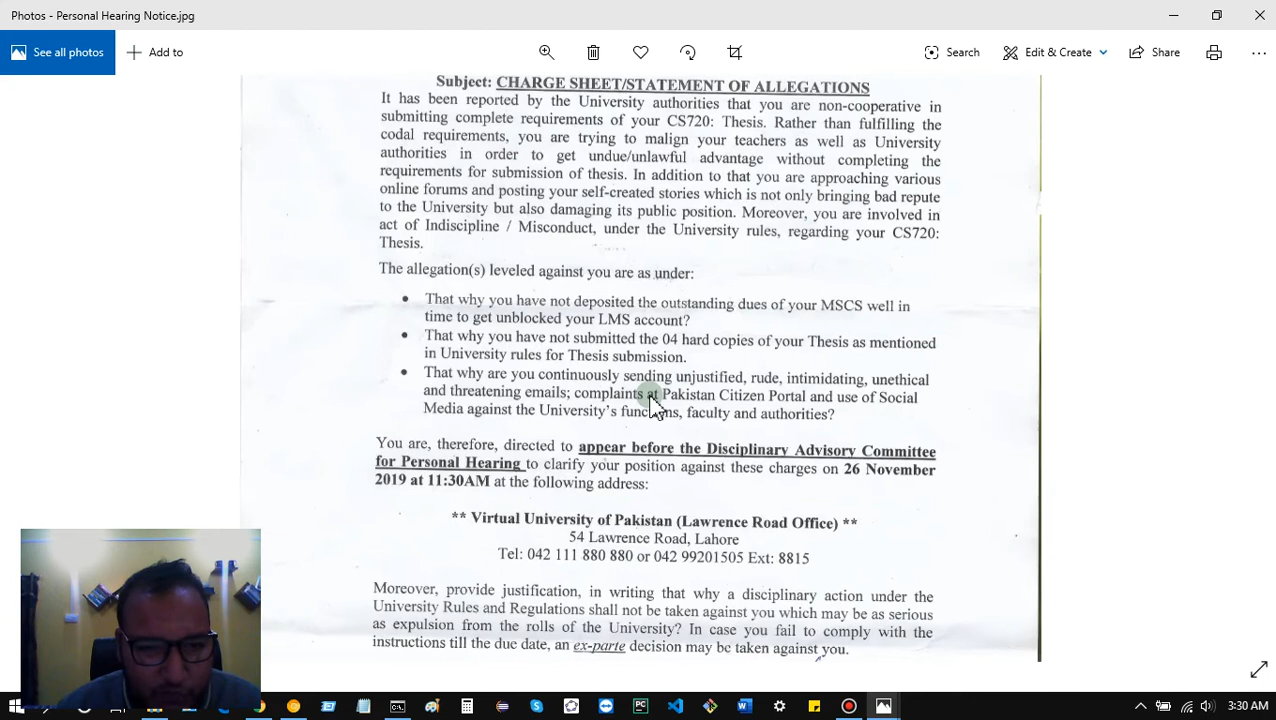 Photos - Personal Hearing Notice.jpg
See all photos
Add to
Search
Edit & Create
Share
Subject: CHARGE SHEET/STATEMENT OF ALLEGATIONS
It has been reported by the University authorities that you are non-cooperative in
submitting complete requirements of your CS720: Thesis. Rather than fulfilling the
codal requirements, you are trying to malign your teachers as well as University
authorities in order to get undue/unlawful advantage without completing the
requirements for submission of thesis. In addition to that you are approaching various
online forums and posting your self-created stories which is not only bringing bad repute
to the University but also damaging its public position. Moreover, you are involved in
act of Indiscipline / Misconduct, under the University rules, regarding your CS720:
Thesis.
The allegation(s) leveled against you are as under:
• That why you have not deposited the outstanding dues of your MSCS well in
time to get unblocked your LMS account?
• That why you have not submitted the 04 hard copies of your Thesis as mentioned
in University rules for Thesis submission.
• That why are you continuously sending unjustified, rude, intimidating, unethical
and threatening emails; complaints at Pakistan Citizen Portal and use of Social
Media against the University's functions, faculty and authorities?
You are, therefore, directed to appear before the Disciplinary Advisory Committee
for Personal Hearing to clarify your position against these charges on 26 November
2019 at 11:30AM at the following address:
** Virtual University of Pakistan (Lawrence Road Office) **
54 Lawrence Road, Lahore
Tel: 042 111 880 880 or 042 99201505 Ext: 8815
Moreover, provide justification, in writing that why a disciplinary action under the
University Rules and Regulations shall not be taken against you which may be as serious
as expulsion from the rolls of the University? In case you fail to comply with the
instructions till the due date, an ex-parte decision may be taken against you.
3:30 AM